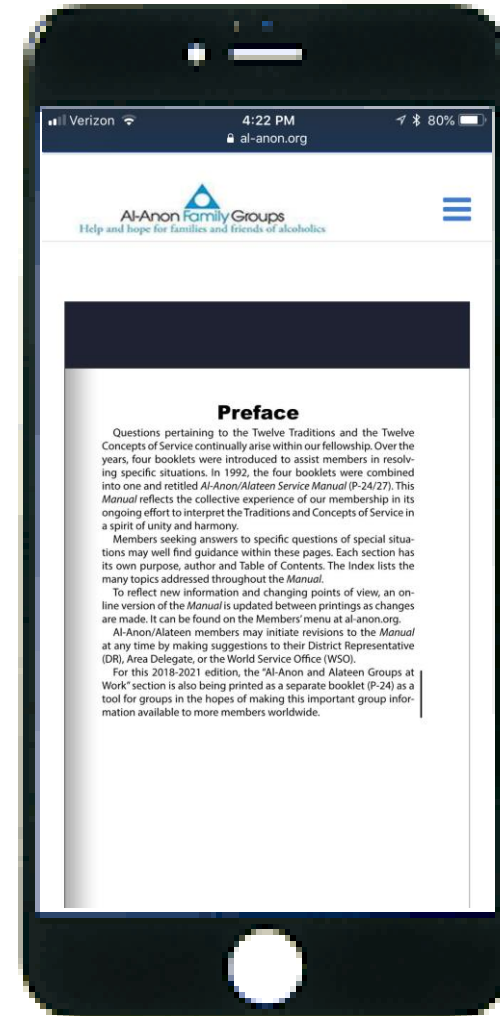 Verizon 4:22 PM 80%
al-anon.org
Al-Anon Family Groups
Help and hope for families and friends of alcoholics
Preface
Questions pertaining to the Twelve Traditions and the Twelve
Concepts of Service continually arise within our fellowship. Over the
years, four booklets were introduced to assist members in resolv-
ing specific situations. In 1992, the four booklets were combined
into one and retitled Al-Anon/Alateen Service Manual (P-24/27). This
Manual reflects the collective experience of our membership in its
ongoing effort to interpret the Traditions and Concepts of Service in
a spirit of unity and harmony.
Members seeking answers to specific questions of special situa-
tions may well find guidance within these pages. Each section has
its own purpose, author and Table of Contents. The Index lists the
many topics addressed throughout the Manual.
To reflect new information and changing points of view, an on-
line version of the Manual is updated between printings as changes
are made. It can be found on the Members' menu at al-anon.org.
Al-Anon/Alateen members may initiate revisions to the Manual
at any time by making suggestions to their District Representative
(DR), Area Delegate, or the World Service Office (WSO).
For this 2018-2021 edition, the “Al-Anon and Alateen Groups at
Work” section is also being printed as a separate booklet (P-24) as a
tool for groups in the hopes of making this important group infor-
mation available to more members worldwide.